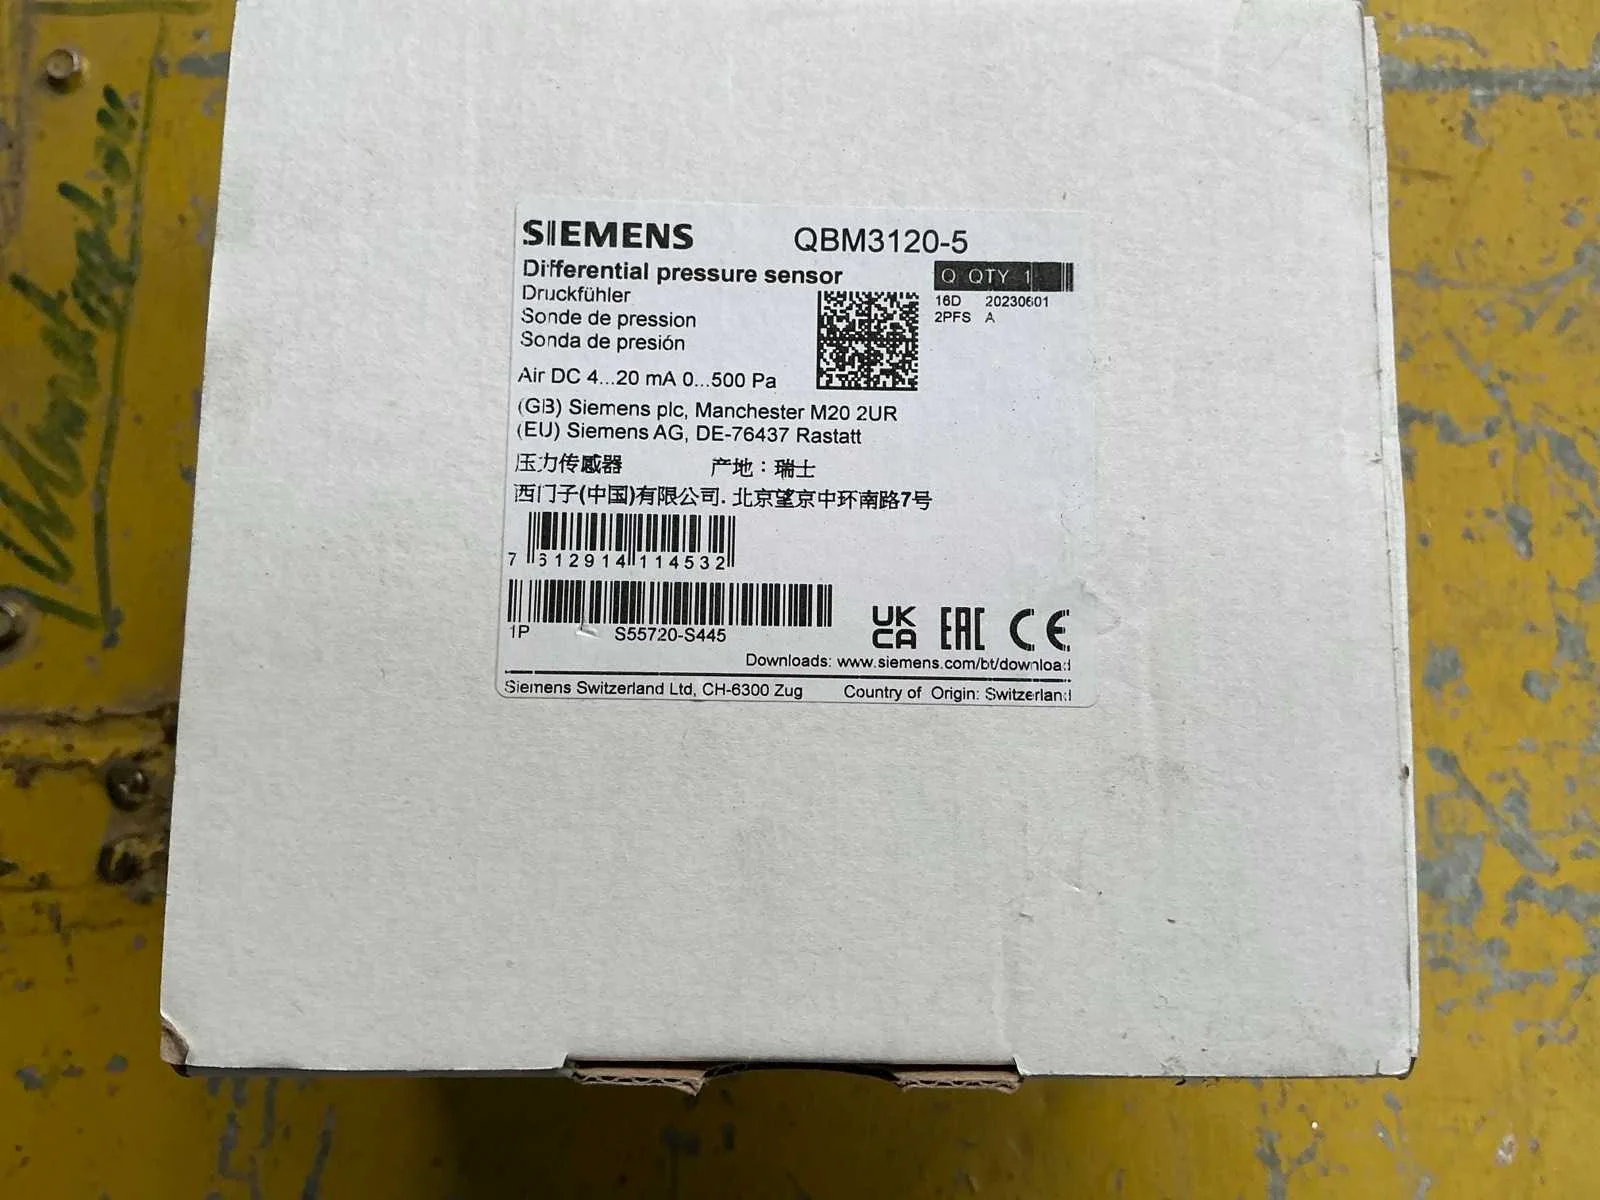 SIEMENS QBM3120-5
Differential pressure sensor
Q QTY 1
Druckfühler
16D 20230601
Sonde de pression
2PFS A
Sonda de presión
Air DC 4...20 mA 0...500 Pa
(GB) Siemens plc, Manchester M20 2UR
(EU) Siemens AG, DE-76437 Rastatt
压力传感器 产地：瑞士
西门子(中国)有限公司. 北京望京中环南路7号
7 612914 114532
1P S55720-S445
UK CA EAC CE
Downloads: www.siemens.com/bt/download
Siemens Switzerland Ltd, CH-6300 Zug Country of Origin: Switzerland